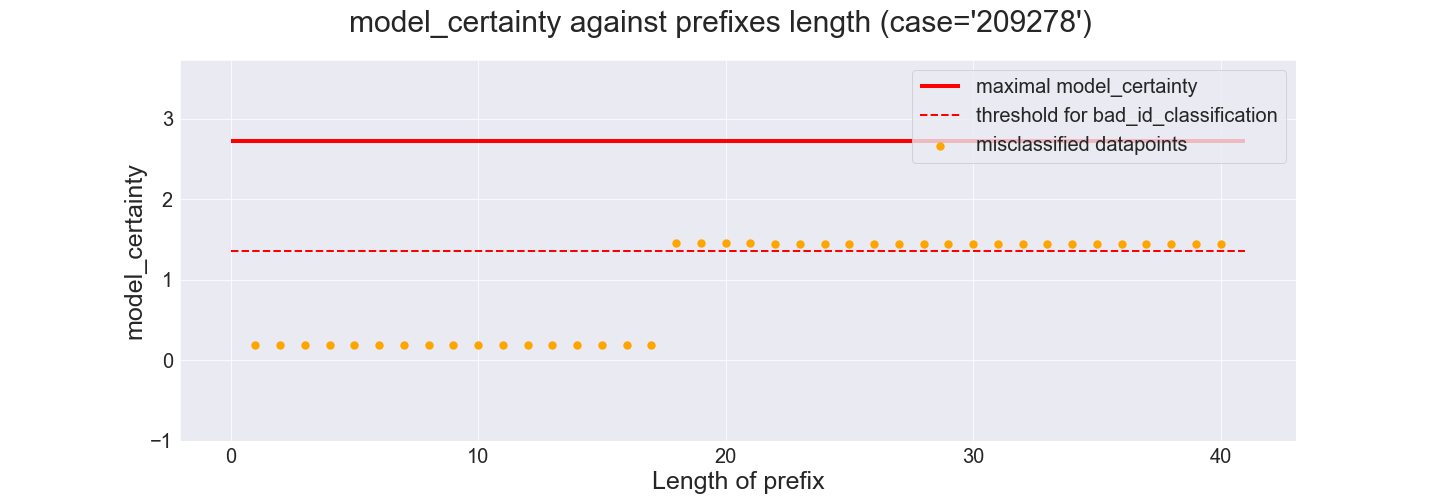 model_certainty against prefixes length (case='209278')
maximal model_certainty
threshold for bad_id_classification
misclassified datapoints
model_certainty
3
2
1
0
−1
0 10 20 30 40
Length of prefix